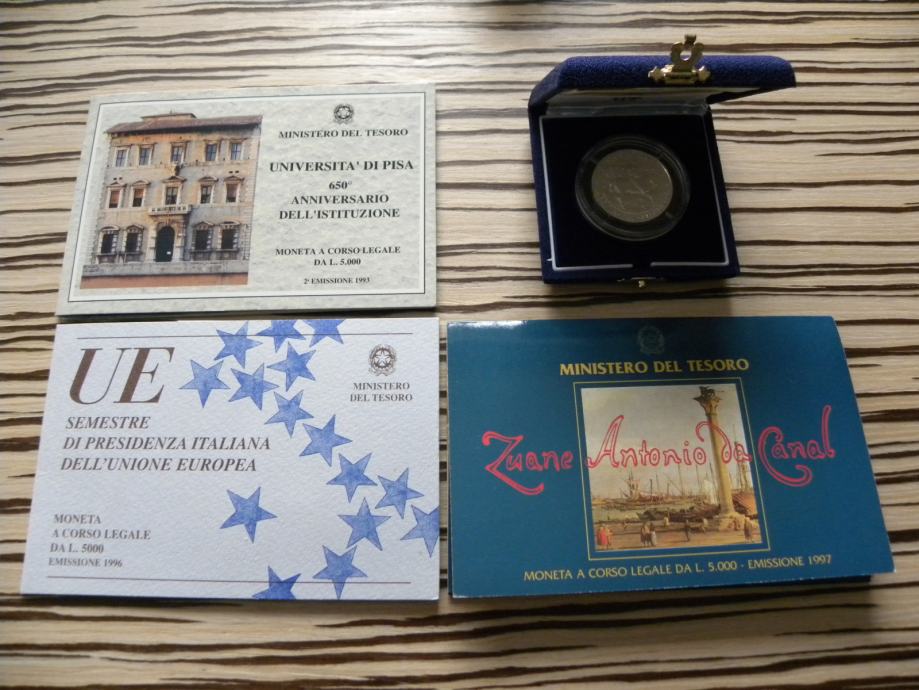 MINISTERO DEL TESORO
UNIVERSITA' DI PISA
650°
ANNIVERSARIO
DELL'ISTITUZIONE
MONETA A CORSO LEGALE
DA L. 5.000
2ª EMISSIONE 1993
UE
SEMESTRE
DI PRESIDENZA ITALIANA
DELL'UNIONE EUROPEA
MINISTERO
DEL TESORO
MONETA
A CORSO LEGALE
DA L. 5000
EMISSIONE 1996
MINISTERO DEL TESORO
Zuane Antonio da Canal
MONETA A CORSO LEGALE DA L. 5.000 - EMISSIONE 1997